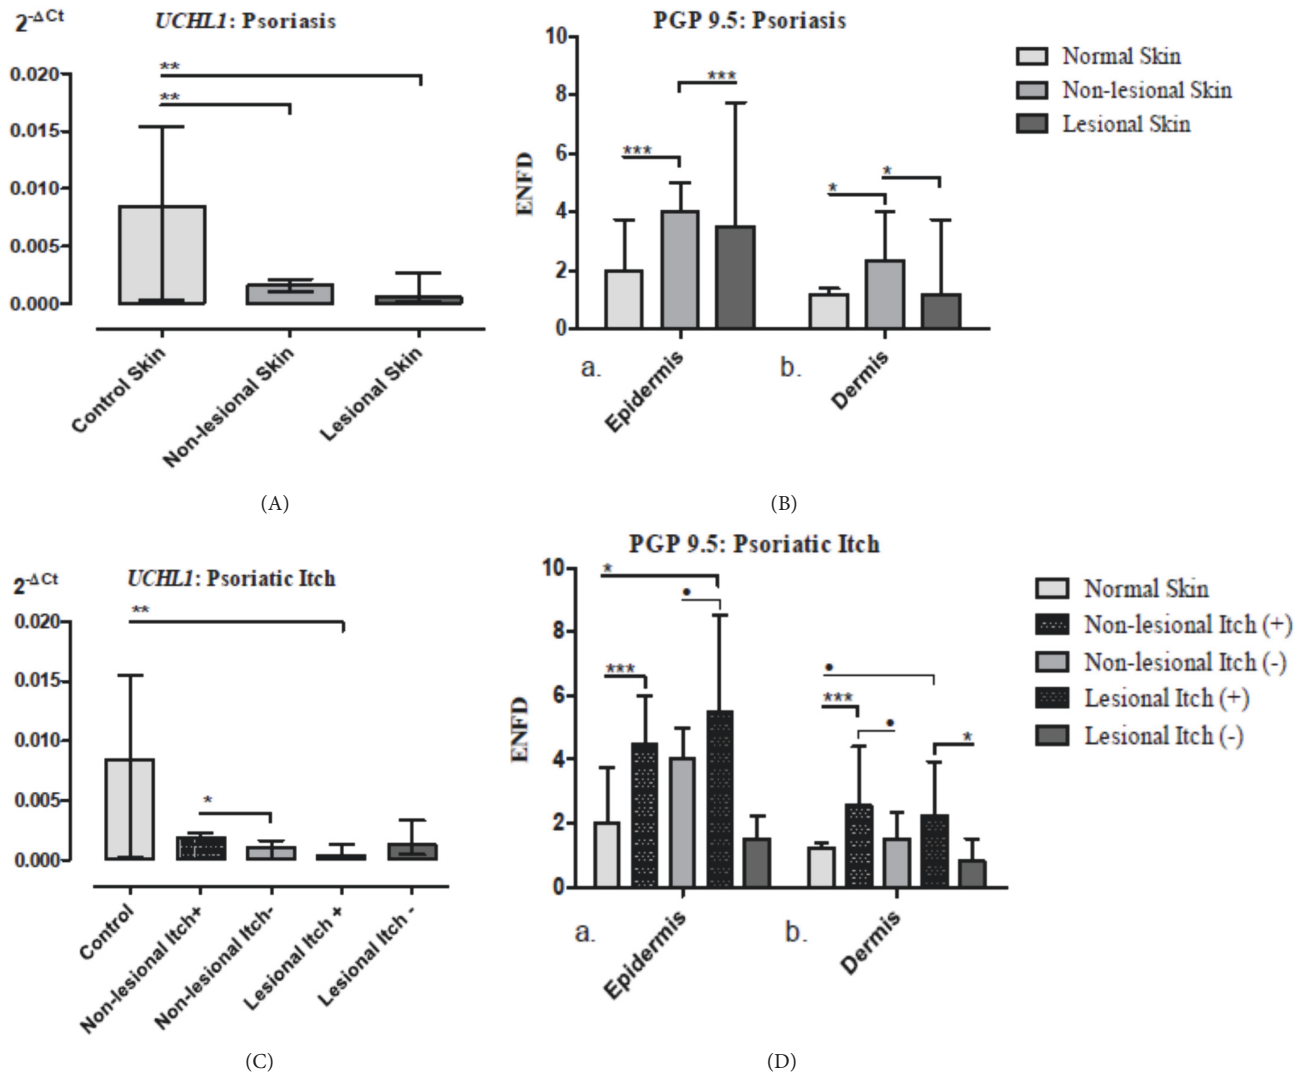 2^-ΔCt
UCHL1: Psoriasis
0.020
0.015
0.010
0.005
0.000
**
**
Control Skin
Non-lesional Skin
Lesional Skin
(A)
PGP 9.5: Psoriasis
ENFD
10
8
6
4
2
0
***
***
*
*
a.
Epidermis
b.
Dermis
Normal Skin
Non-lesional Skin
Lesional Skin
(B)
2^-ΔCt
UCHL1: Psoriatic Itch
0.020
0.015
0.010
0.005
0.000
**
*
Control
Non-lesional Itch+
Non-lesional Itch-
Lesional Itch +
Lesional Itch -
(C)
PGP 9.5: Psoriatic Itch
ENFD
10
8
6
4
2
0
*
•
***
•
***
•
*
a.
Epidermis
b.
Dermis
Normal Skin
Non-lesional Itch (+)
Non-lesional Itch (-)
Lesional Itch (+)
Lesional Itch (-)
(D)